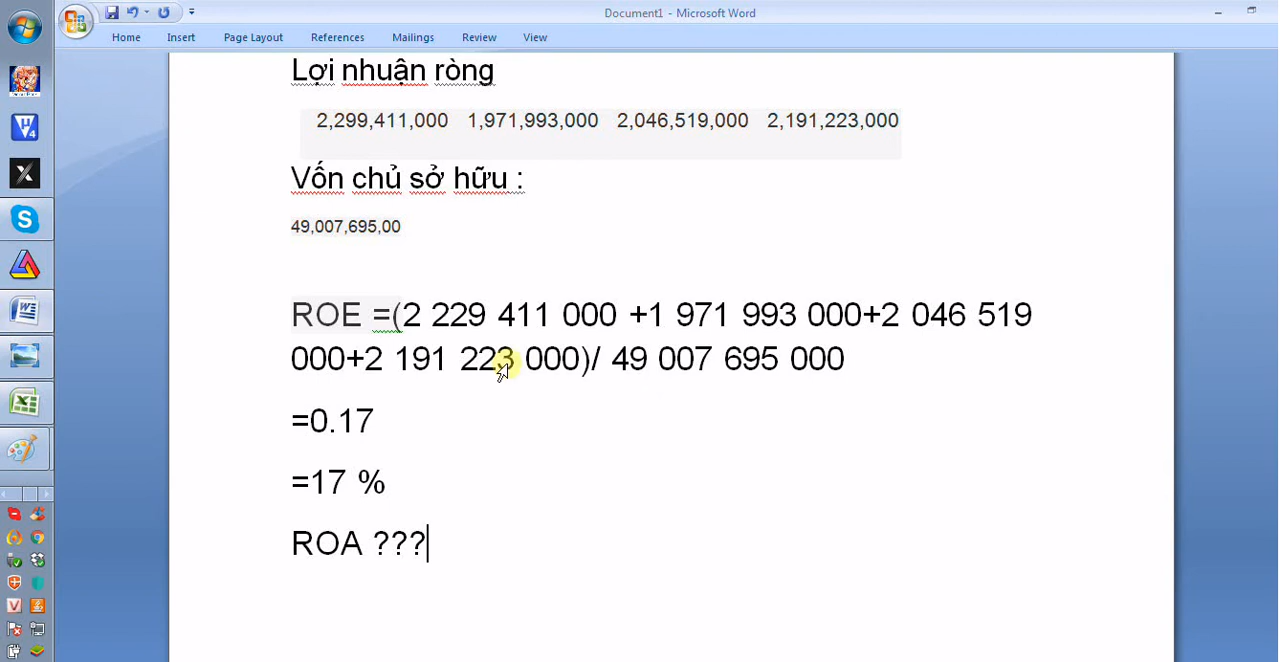 Document1 - Microsoft Word
Home Insert Page Layout References Mailings Review View
Lợi nhuận ròng
2,299,411,000 1,971,993,000 2,046,519,000 2,191,223,000
Vốn chủ sở hữu :
49,007,695,00
ROE =(2 229 411 000 +1 971 993 000+2 046 519
000+2 191 223 000)/ 49 007 695 000
=0.17
=17 %
ROA ???